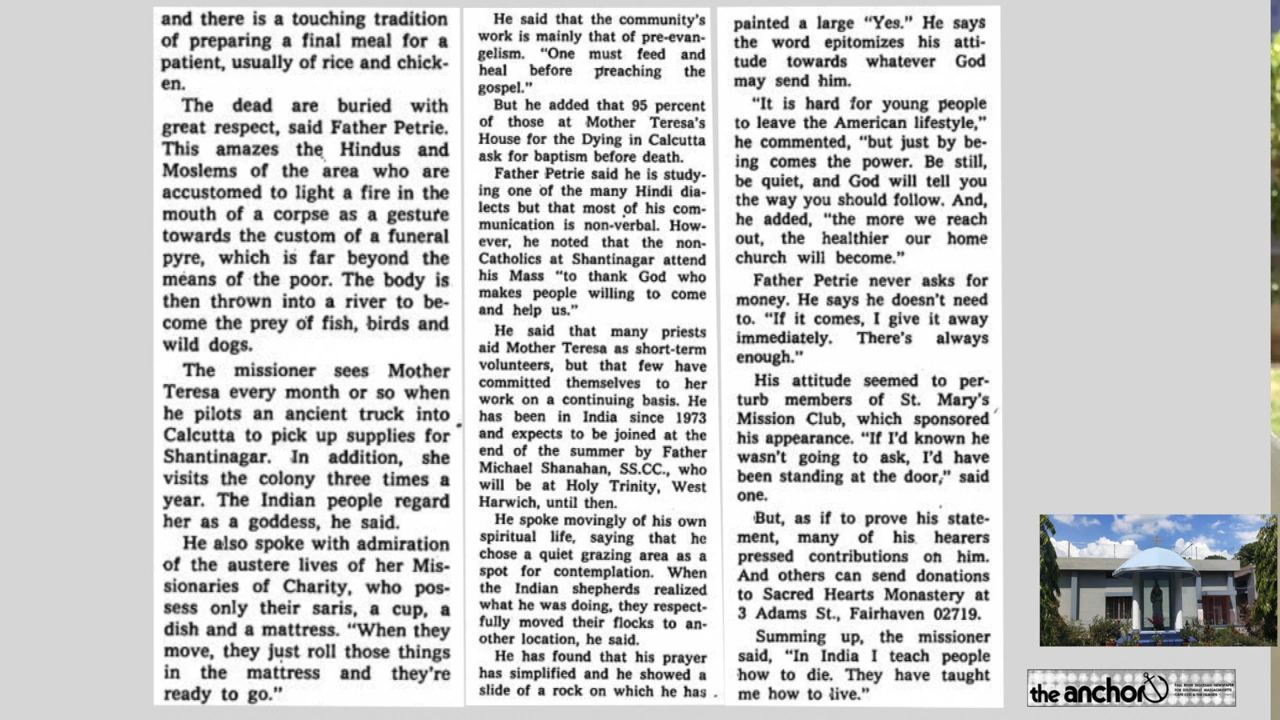 and there is a touching tradition
of preparing a final meal for a
patient, usually of rice and chick-
en.
The dead are buried with
great respect, said Father Petrie.
This amazes the Hindus and
Moslems of the area who are
accustomed to light a fire in the
mouth of a corpse as a gesture
towards the custom of a funeral
pyre, which is far beyond the
means of the poor. The body is
then thrown into a river to be-
come the prey of fish, birds and
wild dogs.
The missioner sees Mother
Teresa every month or so when
he pilots an ancient truck into
Calcutta to pick up supplies for
Shantinagar. In addition, she
visits the colony three times a
year. The Indian people regard
her as a goddess, he said.
He also spoke with admiration
of the austere lives of her Mis-
sionaries of Charity, who pos-
sess only their saris, a cup, a
dish and a mattress. “When they
move, they just roll those things
in the mattress and they're
ready to go.”
He said that the community's
work is mainly that of pre-evan-
gelism. “One must feed and
heal before preaching the
gospel.”
But he added that 95 percent
of those at Mother Teresa's
House for the Dying in Calcutta
ask for baptism before death.
Father Petrie said he is study-
ing one of the many Hindi dia-
lects but that most of his com-
munication is non-verbal. How-
ever, he noted that the non-
Catholics at Shantinagar attend
his Mass “to thank God who
makes people willing to come
and help us.”
He said that many priests
aid Mother Teresa as short-term
volunteers, but that few have
committed themselves to her
work on a continuing basis. He
has been in India since 1973
and expects to be joined at the
end of the summer by Father
Michael Shanahan, SS.CC., who
will be at Holy Trinity, West
Harwich, until then.
He spoke movingly of his own
spiritual life, saying that he
chose a quiet grazing area as a
spot for contemplation. When
the Indian shepherds realized
what he was doing, they respect-
fully moved their flocks to an-
other location, he said.
He has found that his prayer
has simplified and he showed a
slide of a rock on which he has
painted a large “Yes.” He says
the word epitomizes his atti-
tude towards whatever God
may send him.
“It is hard for young people
to leave the American lifestyle,”
he commented, “but just by be-
ing comes the power. Be still,
be quiet, and God will tell you
the way you should follow. And,
he added, “the more we reach
out, the healthier our home
church will become.”
Father Petrie never asks for
money. He says he doesn't need
to. “If it comes, I give it away
immediately. There's always
enough.”
His attitude seemed to per-
turb members of St. Mary's
Mission Club, which sponsored
his appearance. “If I'd known he
wasn't going to ask, I'd have
been standing at the door,” said
one.
But, as if to prove his state-
ment, many of his hearers
pressed contributions on him.
And others can send donations
to Sacred Hearts Monastery at
3 Adams St., Fairhaven 02719.
Summing up, the missioner
said, “In India I teach people
how to die. They have taught
me how to live.”
the anchor